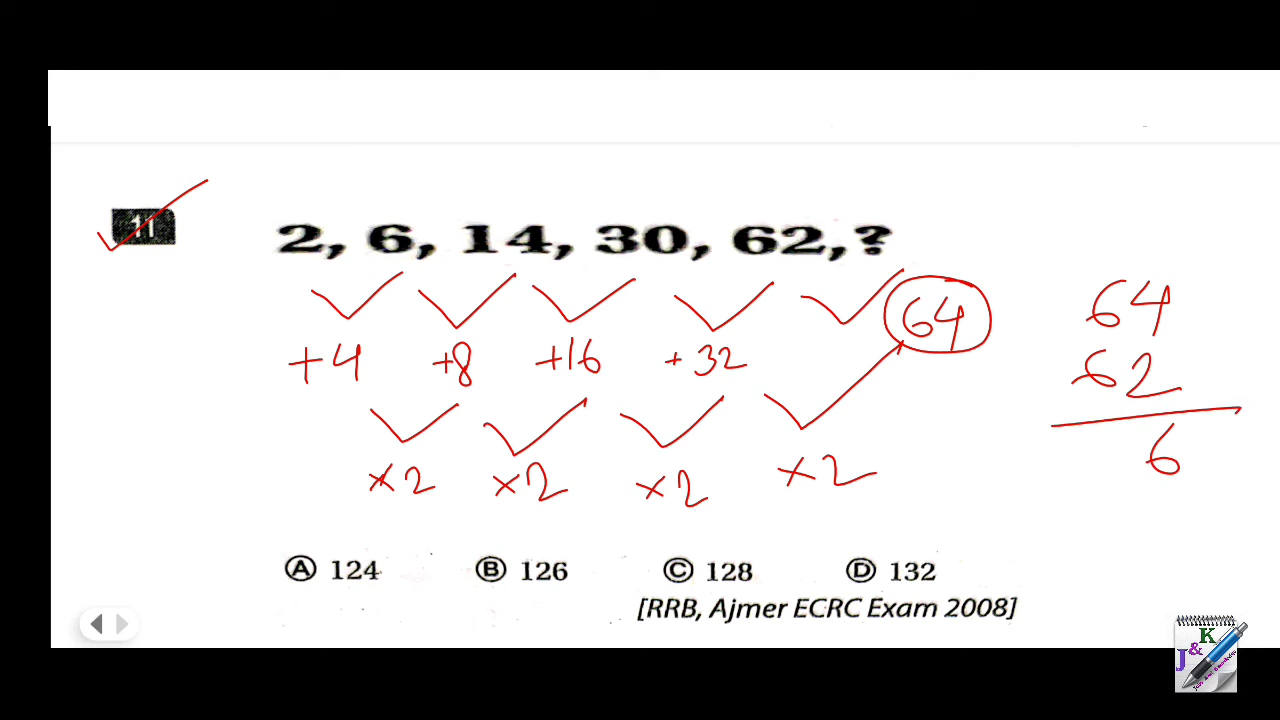 11
2, 6, 14, 30, 62, ?
64
+4 +8 +16 +32
×2 ×2 ×2 ×2
64
62
6
Ⓐ 124 Ⓑ 126 Ⓒ 128 Ⓓ 132
[RRB, Ajmer ECRC Exam 2008]
J&K